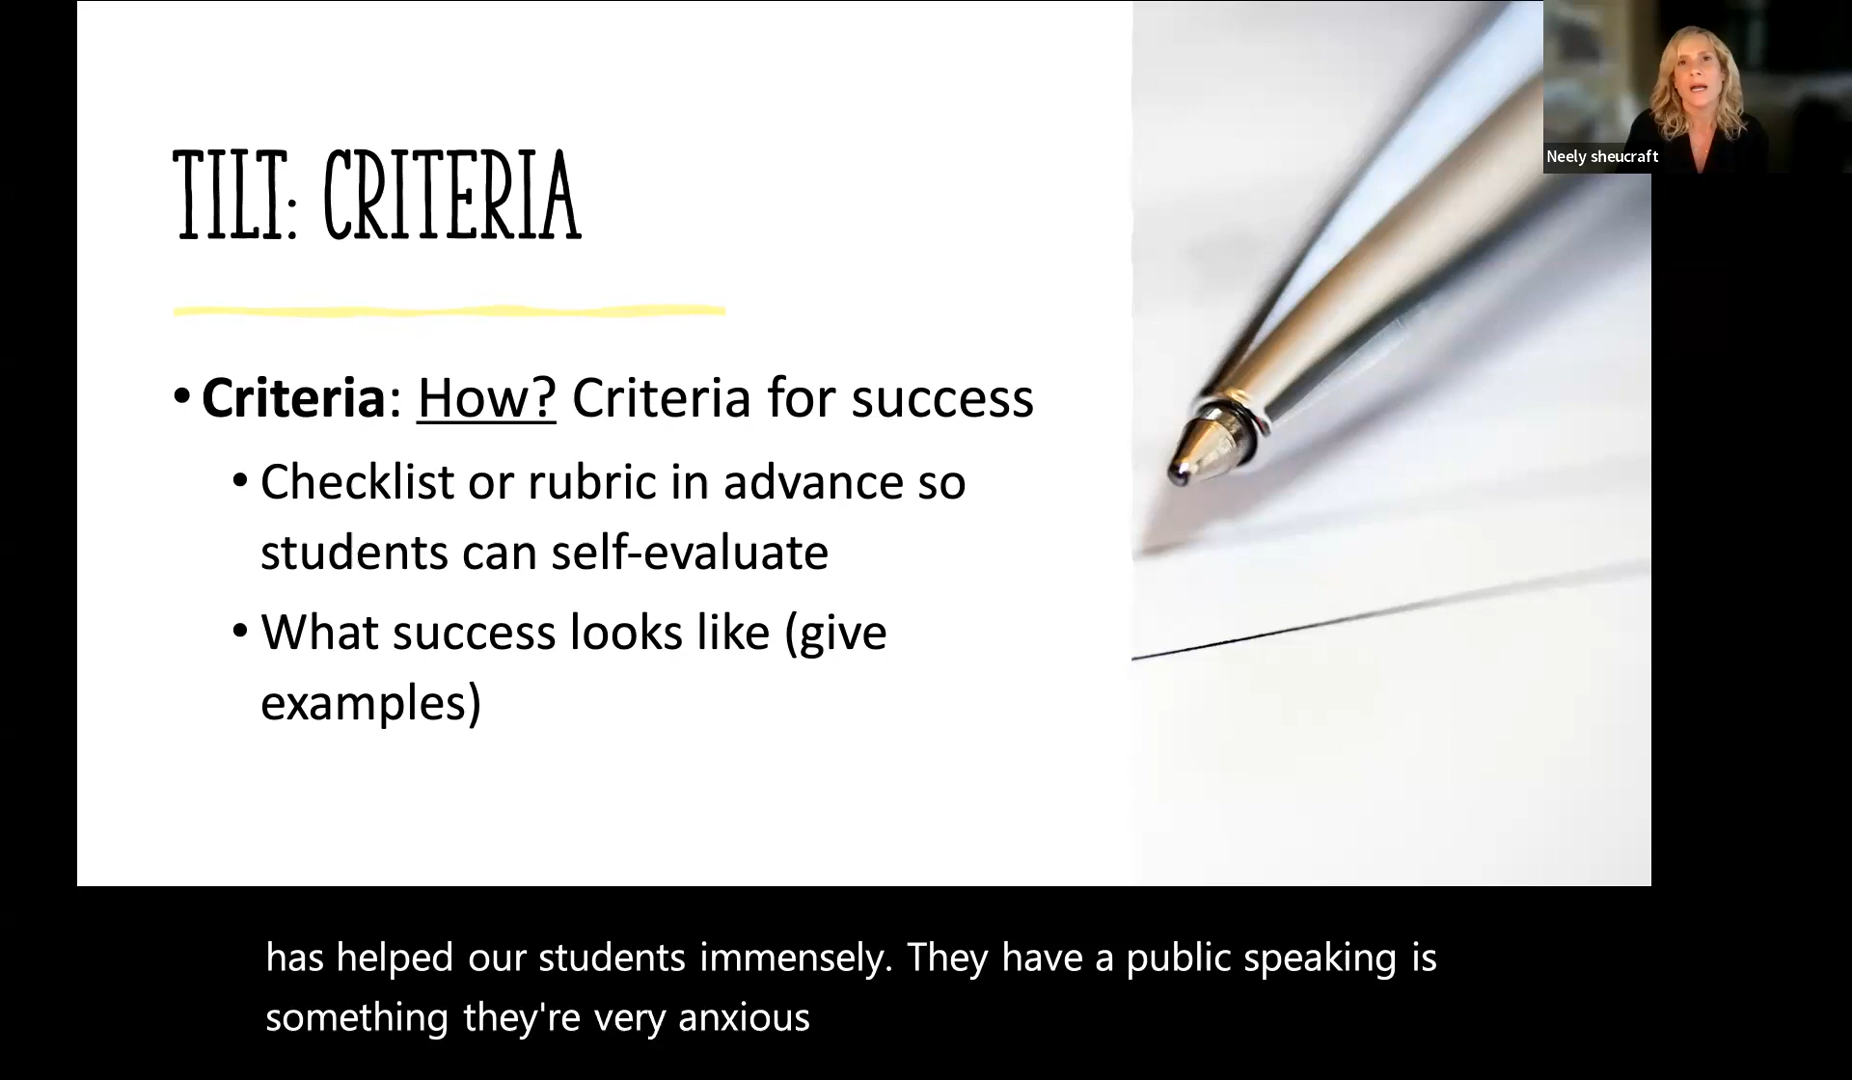 TILT: CRITERIA
• Criteria: How? Criteria for success
• Checklist or rubric in advance so
students can self-evaluate
• What success looks like (give
examples)
Neely sheucraft
has helped our students immensely. They have a public speaking is
something they're very anxious